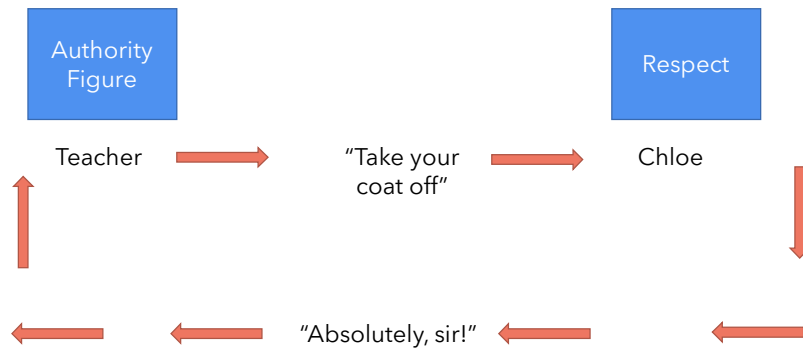 Authority
Figure
Respect
Teacher
“Take your
coat off”
Chloe
“Absolutely, sir!”